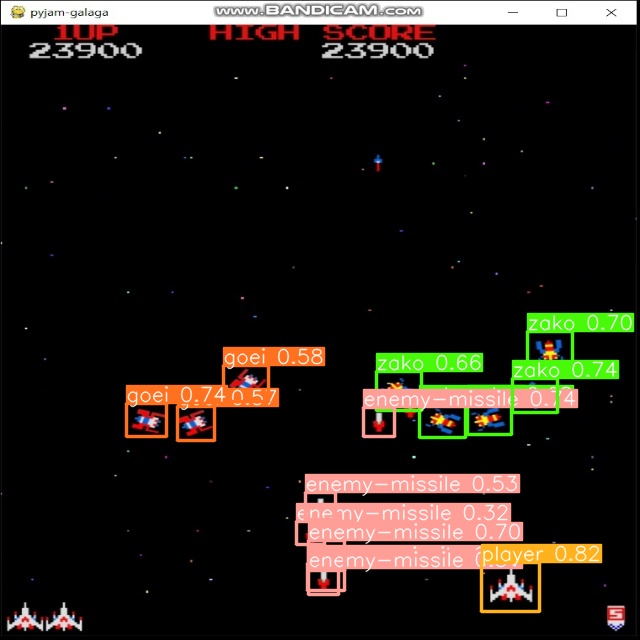 pyjam-galaga
www.BANDICAM.com
1UP HIGH SCORE
23900 23900
zako 0.70
goei 0.58
zako 0.66
zako 0.74
goei 0.74
0.57
enemy-missile 0.74
enemy-missile 0.53
enemy-missile 0.32
enemy-missile 0.70
player 0.82
enemy-missile
S